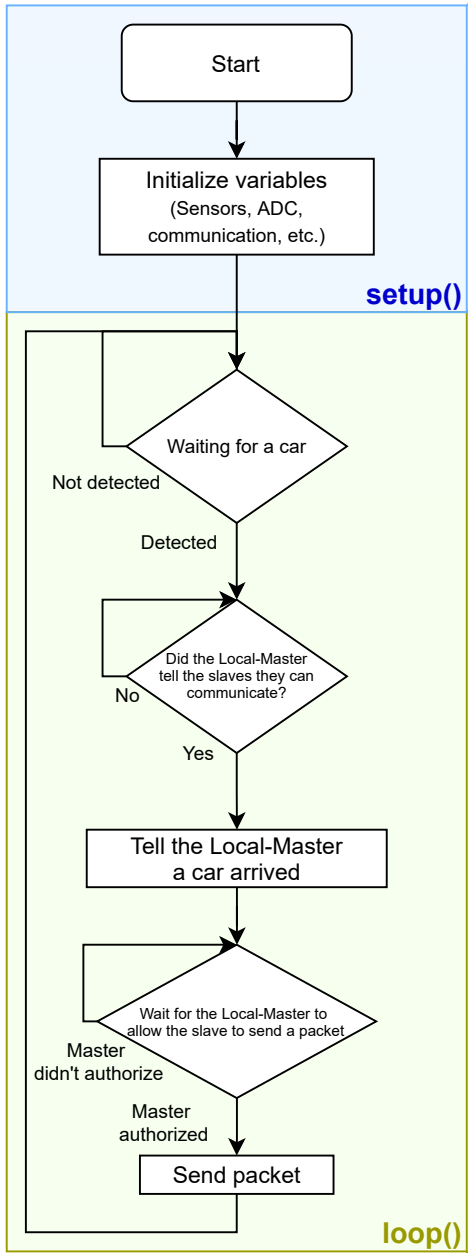 Start
Initialize variables
(Sensors, ADC,
communication, etc.)
setup()
Waiting for a car
Not detected
Detected
Did the Local-Master
tell the slaves they can
communicate?
No
Yes
Tell the Local-Master
a car arrived
Wait for the Local-Master to
allow the slave to send a packet
Master
didn't authorize
Master
authorized
Send packet
loop()